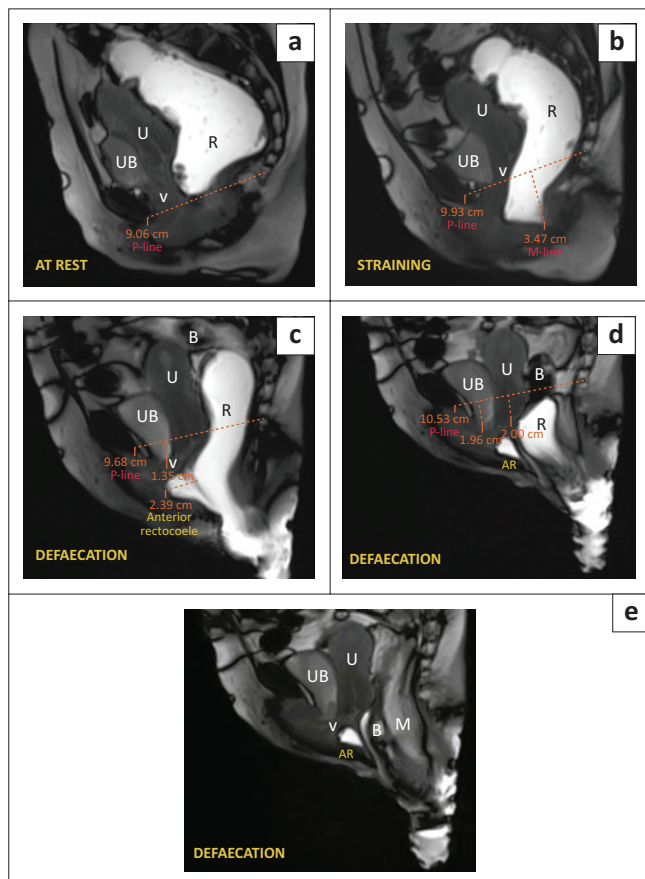 a
U
R
UB
v
9.06 cm
P-line
AT REST
b
U
R
UB
v
9.93 cm
P-line
3.47 cm
M-line
STRAINING
c
B
U
UB
R
9.68 cm
P-line
v
1.35 cm
2.39 cm
Anterior
rectocoele
DEFAECATION
d
U
UB
B
R
10.53 cm
P-line
1.96 cm
2.00 cm
AR
DEFAECATION
e
U
UB
v
B
M
AR
DEFAECATION